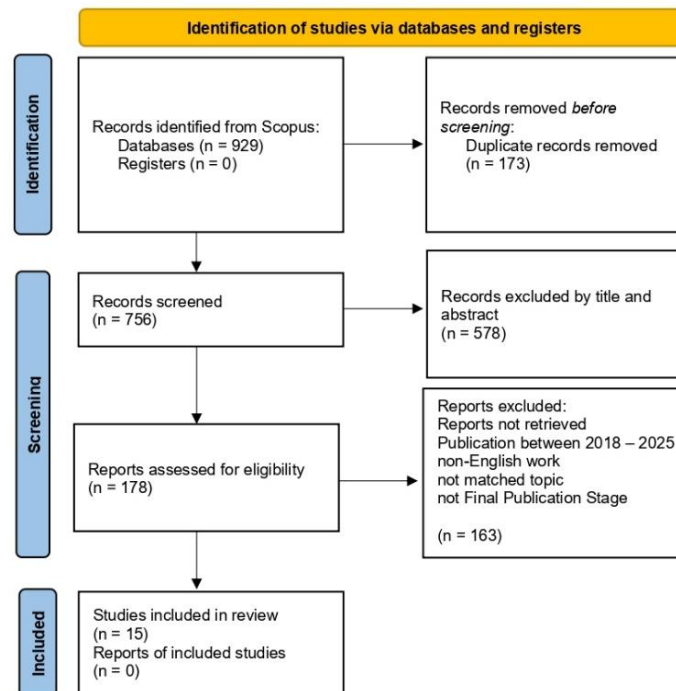 Identification of studies via databases and registers
Identification
Records identified from Scopus:
Databases (n = 929)
Registers (n = 0)
Records removed before
screening:
Duplicate records removed
(n = 173)
Screening
Records screened
(n = 756)
Records excluded by title and
abstract
(n = 578)
Reports assessed for eligibility
(n = 178)
Reports excluded:
Reports not retrieved
Publication between 2018 – 2025
non-English work
not matched topic
not Final Publication Stage
(n = 163)
Included
Studies included in review
(n = 15)
Reports of included studies
(n = 0)